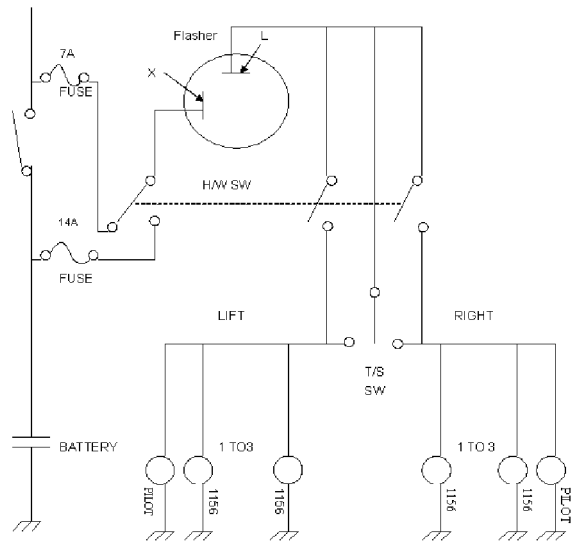 Flasher
L
7A
FUSE
X
H/W SW
14A
FUSE
LIFT
RIGHT
T/S
SW
BATTERY
1 TO3
1 TO 3
PILOT
1156
1156
1156
1156
PILOT